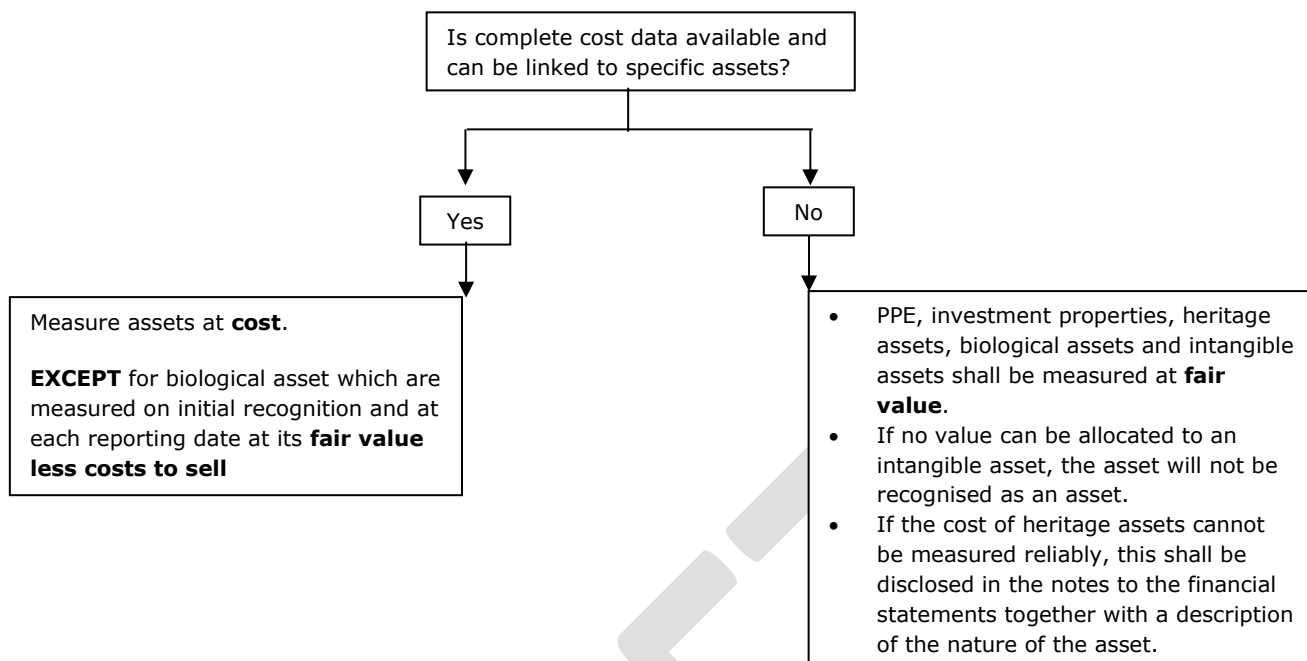 Is complete cost data available and
can be linked to specific assets?
Yes
No
Measure assets at cost.
EXCEPT for biological asset which are
measured on initial recognition and at
each reporting date at its fair value
less costs to sell
• PPE, investment properties, heritage
assets, biological assets and intangible
assets shall be measured at fair
value.
• If no value can be allocated to an
intangible asset, the asset will not be
recognised as an asset.
• If the cost of heritage assets cannot
be measured reliably, this shall be
disclosed in the notes to the financial
statements together with a description
of the nature of the asset.